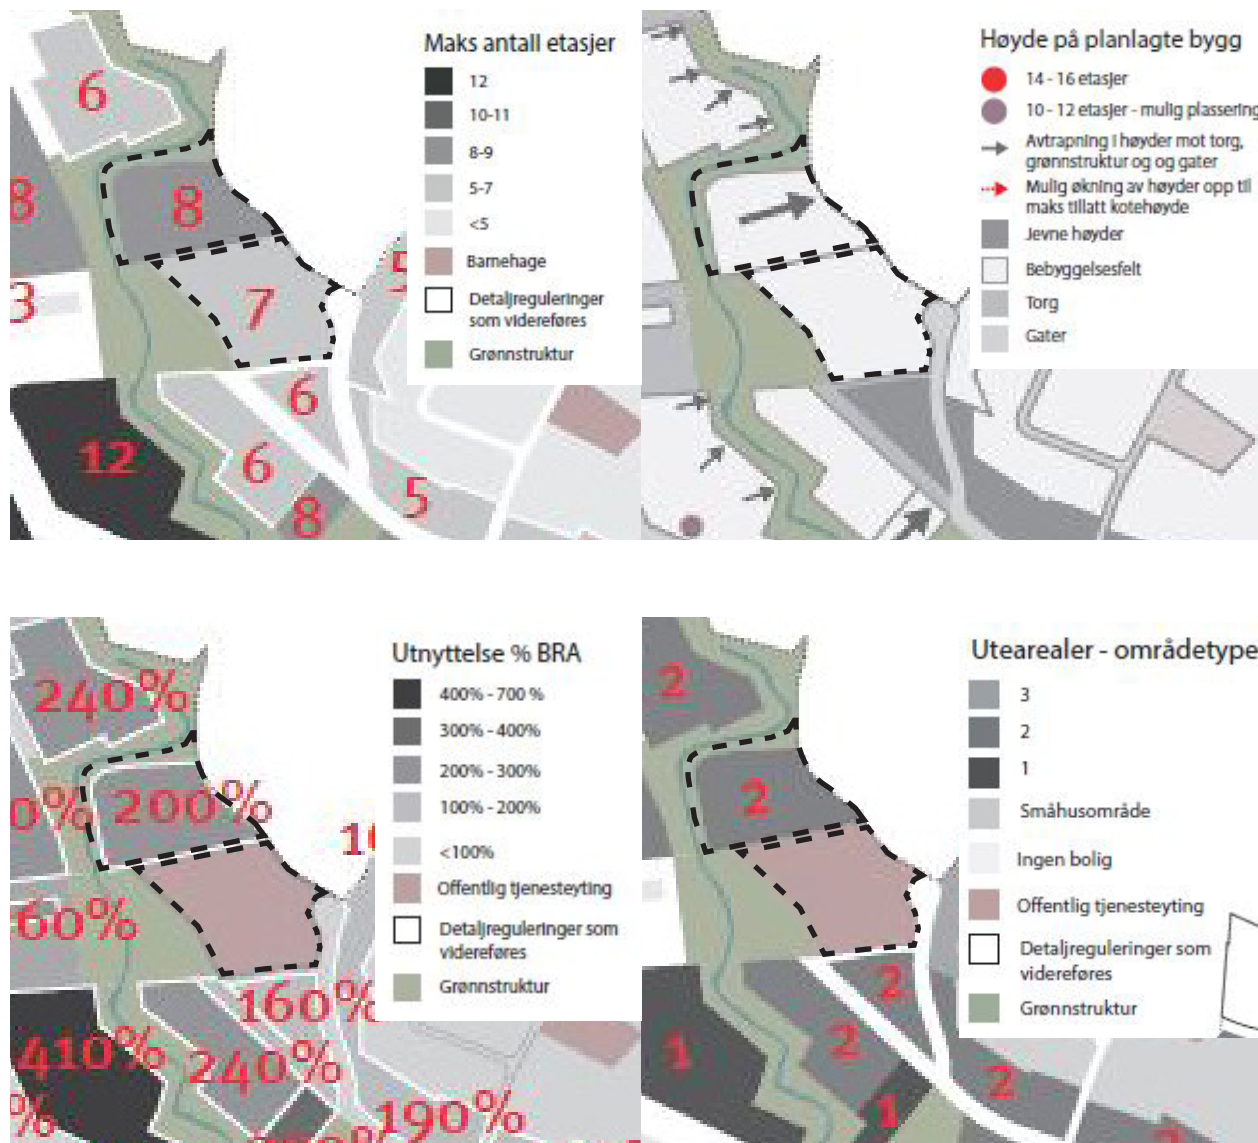 Maks antall etasjer
12
10-11
8-9
5-7
<5
Barnehage
Detaljreguleringer
som videreføres
Grønnstruktur
6
8
8
3
7
5
6
12
6
5
8
Høyde på planlagte bygg
14 - 16 etasjer
10 - 12 etasjer - mulig plassering
Avtrapning i høyder mot torg,
grønnstruktur og og gater
Mulig økning av høyder opp til
maks tillatt kotehøyde
Jevne høyder
Bebyggelsesfelt
Torg
Gater
Utnyttelse % BRA
400% - 700 %
300% - 400%
200% - 300%
100% - 200%
<100%
Offentlig tjenesteyting
Detaljreguleringer som
videreføres
Grønnstruktur
240%
0%
200%
1
60%
160%
410%
240%
%
190%
Utearealer - områdetype
3
2
1
Småhusområde
Ingen bolig
Offentlig tjenesteyting
Detaljreguleringer som
videreføres
Grønnstruktur
2
2
2
2
1
2
1